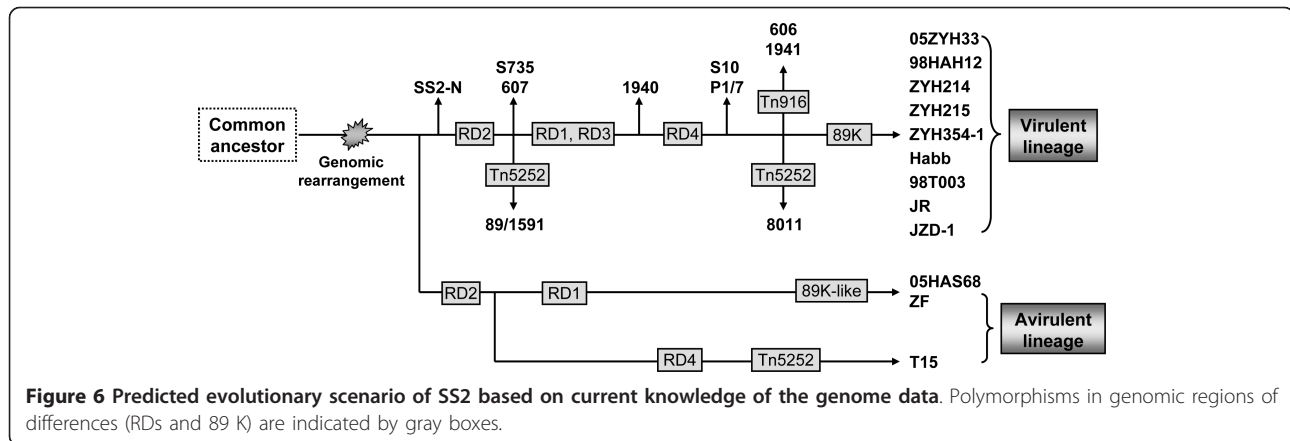 606
1941
05ZYH33
98HAH12
ZYH214
ZYH215
ZYH354-1
Habb
98T003
JR
JZD-1
S735
607
S10
P1/7
SS2-N
1940
Tn916
Common
ancestor
Genomic
rearrangement
RD2
RD1, RD3
RD4
89K
Virulent
lineage
Tn5252
Tn5252
89/1591
8011
RD2
RD1
89K-like
05HAS68
ZF
Avirulent
lineage
RD4
Tn5252
T15
Figure 6 Predicted evolutionary scenario of SS2 based on current knowledge of the genome data. Polymorphisms in genomic regions of
differences (RDs and 89 K) are indicated by gray boxes.